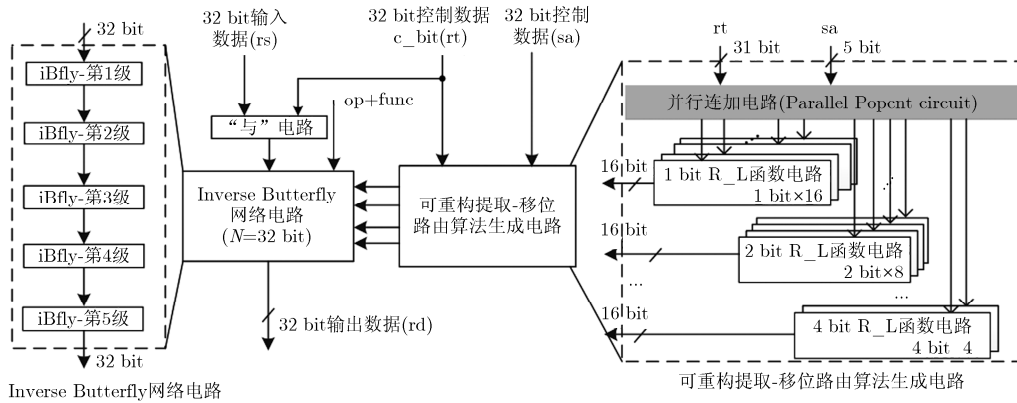 32 bit
iBfly-第1级
iBfly-第2级
iBfly-第3级
iBfly-第4级
iBfly-第5级
32 bit
Inverse Butterfly网络电路
32 bit输入
数据(rs)
32 bit控制数据
c_bit(rt)
32 bit控制
数据(sa)
op+func
“与”电路
Inverse Butterfly
网络电路
(N=32 bit)
可重构提取-移位
路由算法生成电路
32 bit输出数据(rd)
rt
sa
31 bit
5 bit
并行连加电路(Parallel Popcnt circuit)
...
16 bit
1 bit R_L函数电路
1 bit×16
...
16 bit
2 bit R_L函数电路
2 bit×8
...
...
16 bit
4 bit R_L函数电路
4 bit 4
可重构提取-移位路由算法生成电路